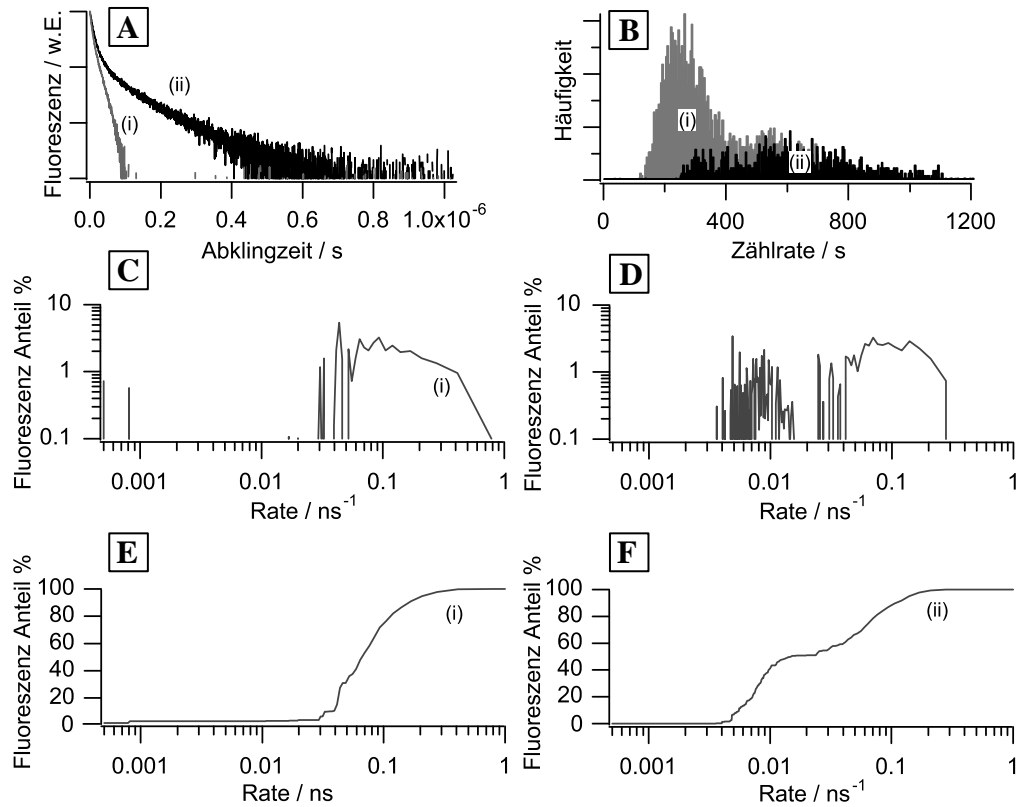 A
Fluoreszenz / w.E.
(i)
(ii)
0.0
0.2
0.4
0.6
0.8
1.0x10-6
Abklingzeit / s
B
Häufigkeit
(i)
(ii)
0
400
800
1200
Zählrate / s
C
Fluoreszenz Anteil %
10
1
0.1
(i)
0.001
0.01
0.1
1
Rate / ns-1
D
Fluoreszenz Anteil %
10
1
0.1
0.001
0.01
0.1
1
Rate / ns-1
E
Fluoreszenz Anteil %
100
80
60
40
20
0
(i)
0.001
0.01
0.1
1
Rate / ns
F
Fluoreszenz Anteil %
100
80
60
40
20
0
(ii)
0.001
0.01
0.1
1
Rate / ns-1